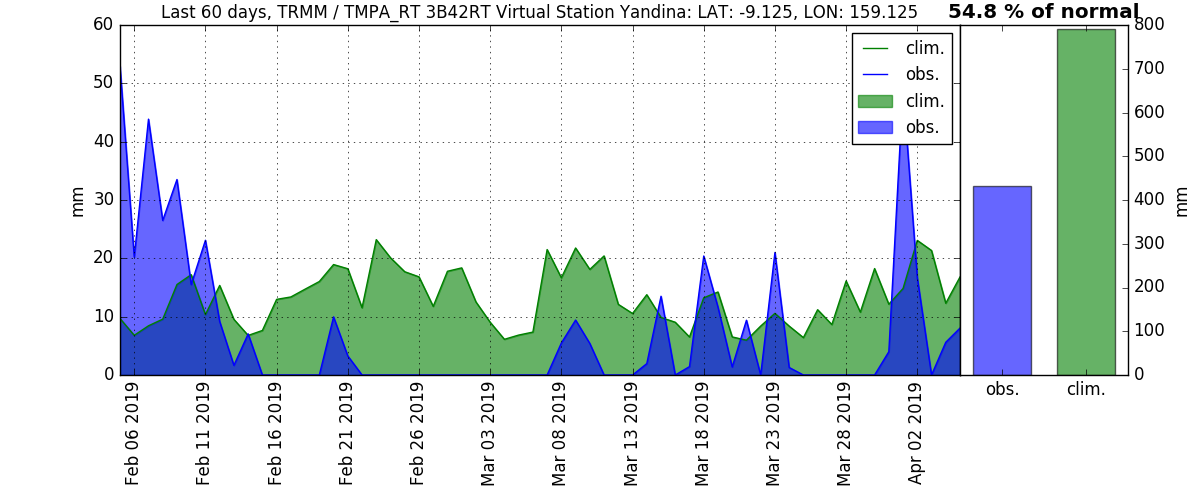 Last 60 days, TRMM / TMPA_RT 3B42RT Virtual Station Yandina: LAT: -9.125, LON: 159.125
54.8 % of normal
60
50
40
30
20
10
0
mm
clim.
obs.
clim.
obs.
800
700
600
500
400
300
200
100
0
mm
obs.
clim.
Feb 06 2019
Feb 11 2019
Feb 16 2019
Feb 21 2019
Feb 26 2019
Mar 03 2019
Mar 08 2019
Mar 13 2019
Mar 18 2019
Mar 23 2019
Mar 28 2019
Apr 02 2019